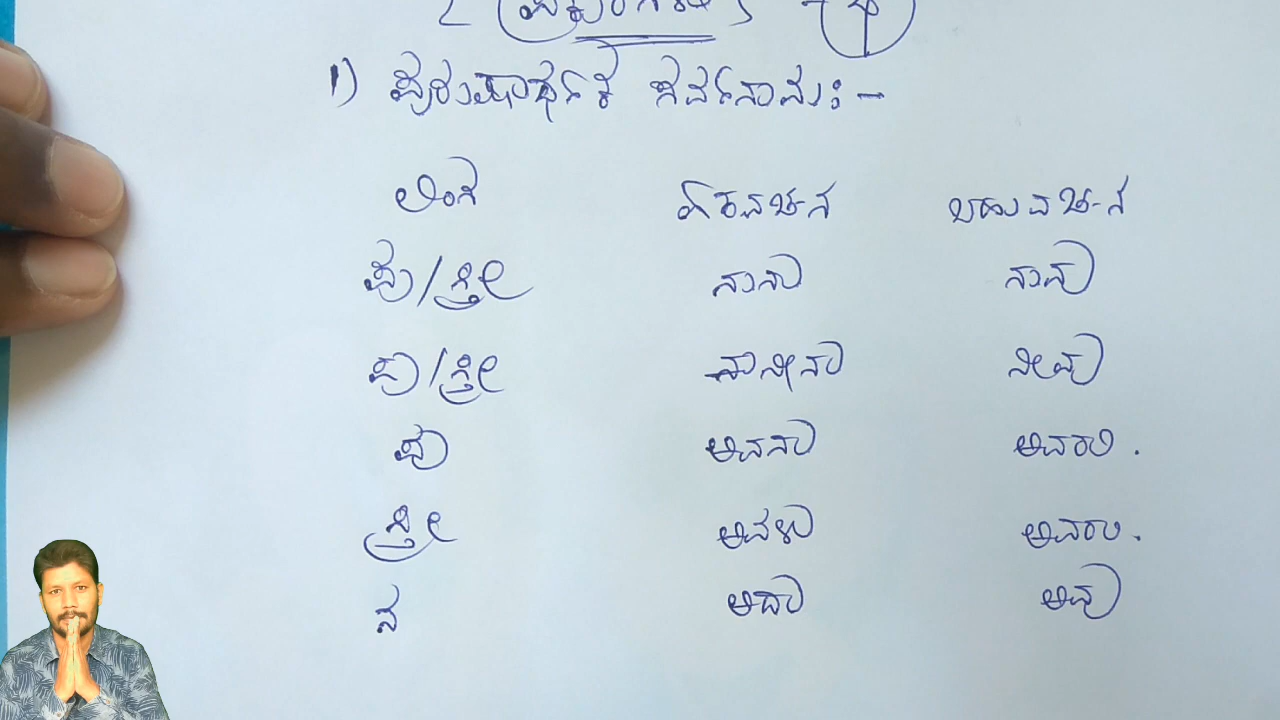 1) ಪುರುಷಾರ್ಥಕ ಸರ್ವನಾಮ :-
ಲಿಂಗ ಏಕವಚನ ಬಹುವಚನ
ಪು/ಸ್ತ್ರೀ ನಾನು ನಾವು
ಪು/ಸ್ತ್ರೀ ನೀನು ನೀವು
ಪು ಅವನು ಅವರು .
ಸ್ತ್ರೀ ಅವಳು ಅವರು .
ನ ಅದು ಅವು